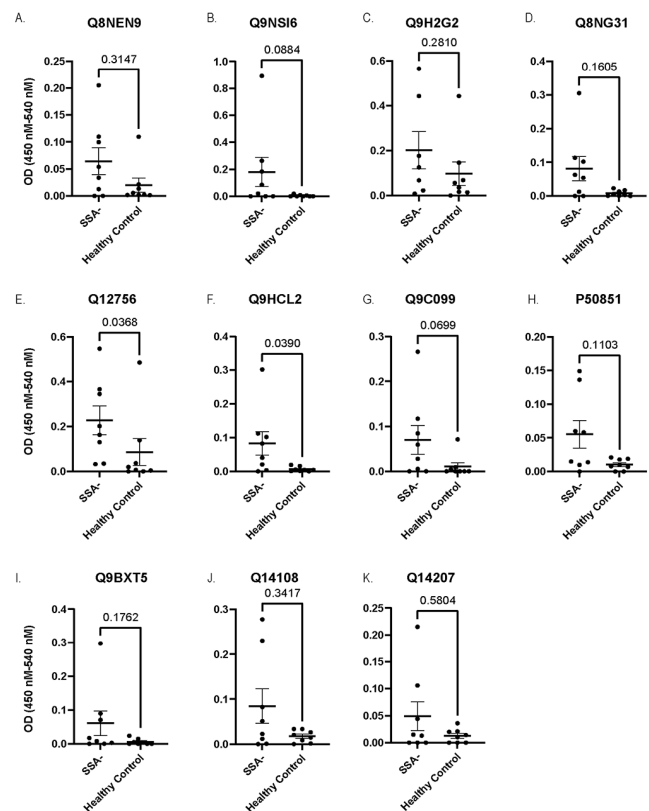 A. Q8NEN9
0.3147
OD (450 nM-540 nM)
0.25
0.20
0.15
0.10
0.05
0.00
SSA-
Healthy Control
B. Q9NSI6
0.0884
1.0
0.8
0.6
0.4
0.2
0.0
SSA-
Healthy Control
C. Q9H2G2
0.2810
0.6
0.4
0.2
0.0
SSA-
Healthy Control
D. Q8NG31
0.1605
0.4
0.3
0.2
0.1
0.0
SSA-
Healthy Control
E. Q12756
0.0368
OD (450 nM-540 nM)
0.6
0.4
0.2
0.0
SSA-
Healthy Control
F. Q9HCL2
0.0390
0.4
0.3
0.2
0.1
0.0
SSA-
Healthy Control
G. Q9C099
0.0699
0.3
0.2
0.1
0.0
SSA-
Healthy Control
H. P50851
0.1103
0.20
0.15
0.10
0.05
0.00
SSA-
Healthy Control
I. Q9BXT5
0.1762
OD (450 nM-540 nM)
0.4
0.3
0.2
0.1
0.0
SSA-
Healthy Control
J. Q14108
0.3417
0.3
0.2
0.1
0.0
SSA-
Healthy Control
K. Q14207
0.5804
0.25
0.20
0.15
0.10
0.05
0.00
SSA-
Healthy Control